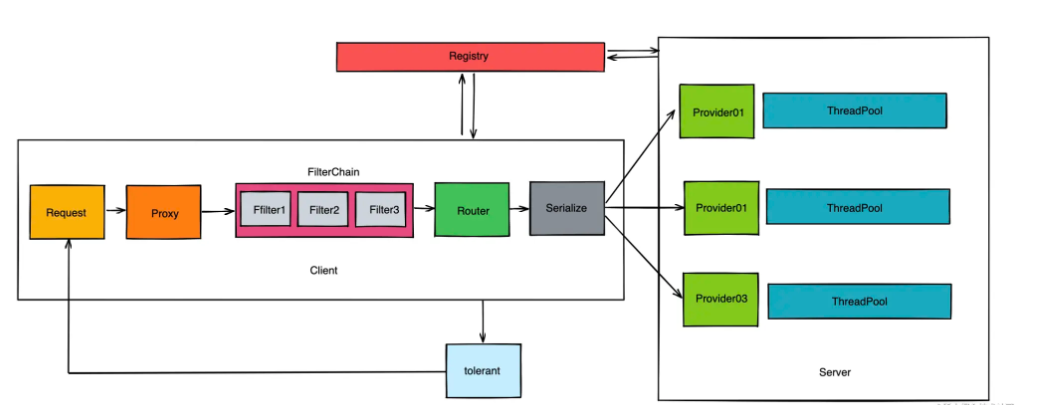 Registry
Provider01
ThreadPool
FilterChain
Request
Proxy
Ffilter1
Filter2
Filter3
Router
Serialize
Provider01
ThreadPool
Client
Provider03
ThreadPool
tolerant
Server